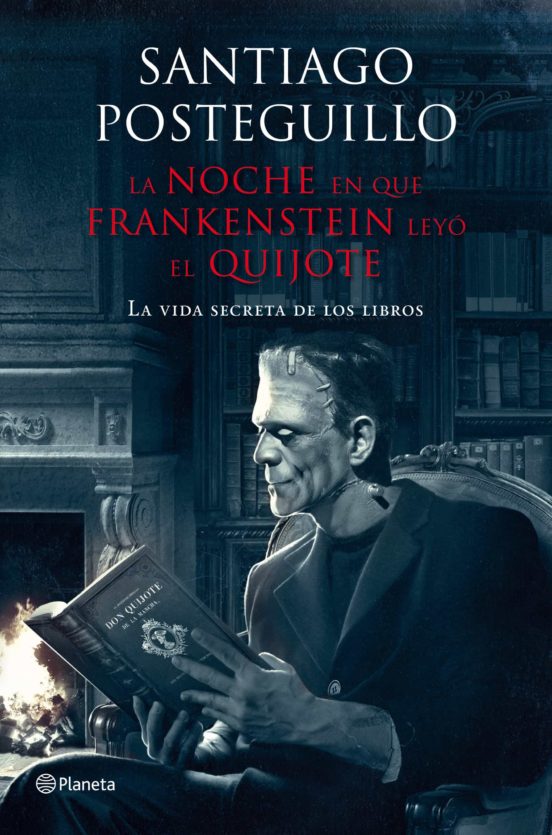 SANTIAGO
POSTEGUILLO
LA NOCHE EN QUE
FRANKENSTEIN LEYÓ
EL QUIJOTE
LA VIDA SECRETA DE LOS LIBROS
DON QUIJOTE
DE LA MANCHA
Planeta